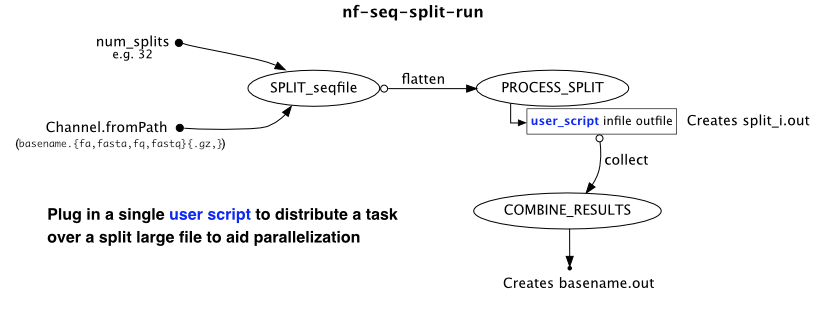 nf-seq-split-run
num_splits
e.g. 32
SPLIT_seqfile
flatten
PROCESS_SPLIT
user_script infile outfile
Creates split_i.out
Channel.fromPath
(basename.{fa,fasta,fq,fastq}{.gz,})
collect
COMBINE_RESULTS
Creates basename.out
Plug in a single user script to distribute a task
over a split large file to aid parallelization